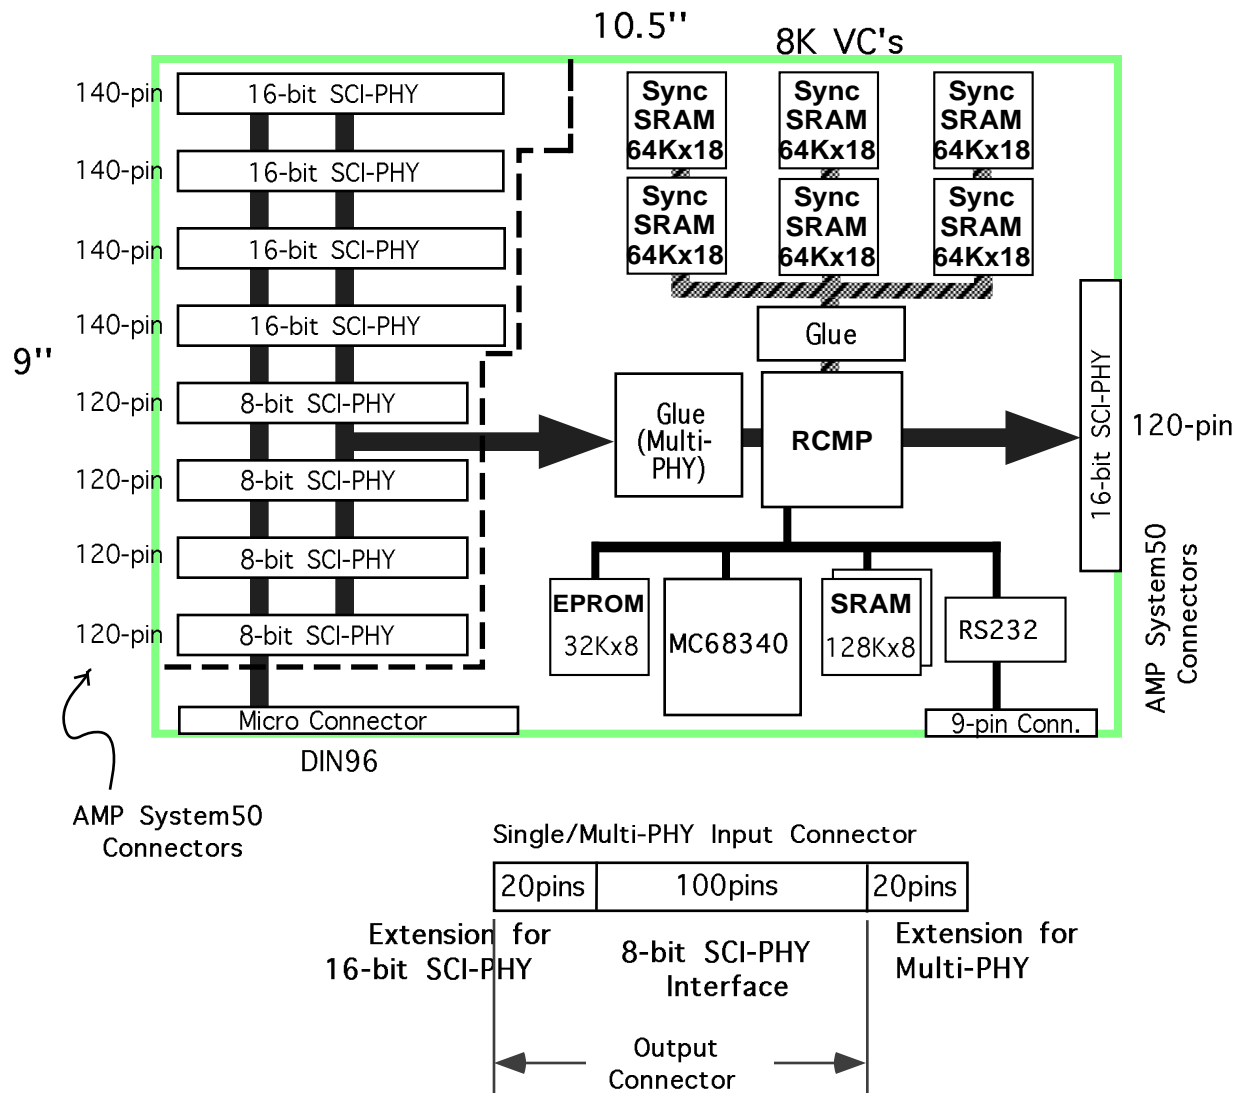 10.5''
8K VC's
9''
140-pin
16-bit SCI-PHY
140-pin
16-bit SCI-PHY
140-pin
16-bit SCI-PHY
140-pin
16-bit SCI-PHY
120-pin
8-bit SCI-PHY
120-pin
8-bit SCI-PHY
120-pin
8-bit SCI-PHY
120-pin
8-bit SCI-PHY
Micro Connector
DIN96
AMP System50
Connectors
Sync
SRAM
64Kx18
Sync
SRAM
64Kx18
Sync
SRAM
64Kx18
Sync
SRAM
64Kx18
Sync
SRAM
64Kx18
Sync
SRAM
64Kx18
Glue
Glue
(Multi-
PHY)
RCMP
16-bit SCI-PHY
120-pin
AMP System50
Connectors
EPROM
32Kx8
MC68340
SRAM
128Kx8
RS232
9-pin Conn.
Single/Multi-PHY Input Connector
20pins
100pins
20pins
Extension for
16-bit SCI-PHY
8-bit SCI-PHY
Interface
Extension for
Multi-PHY
Output
Connector